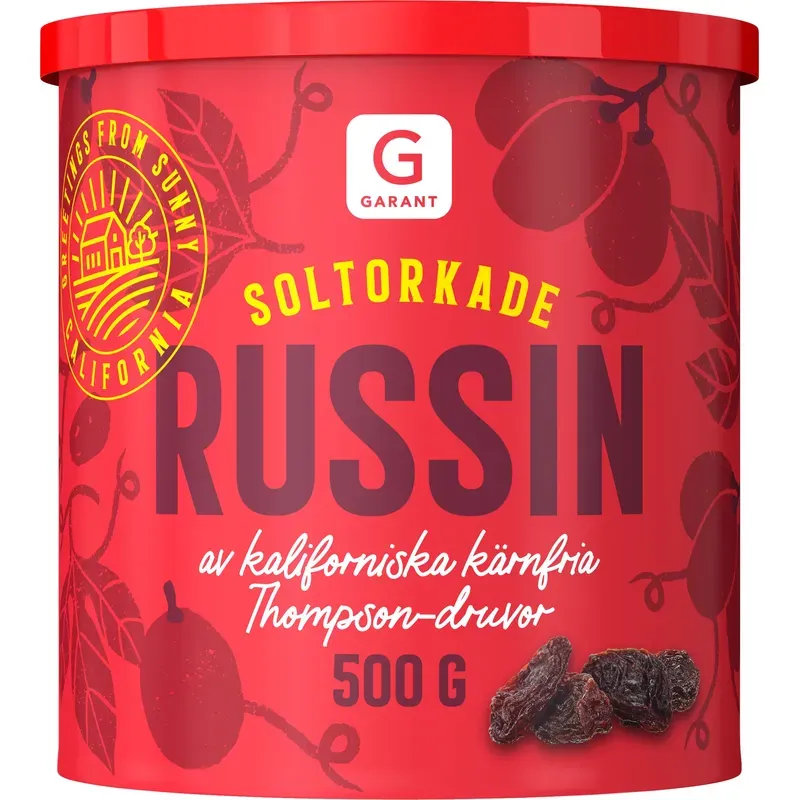 G
GARANT
GREETINGS FROM SUNNY
CALIFORNIA
SOLTORKADE
RUSSIN
av kaliforniska kärnfria
Thompson-druvor
500 G